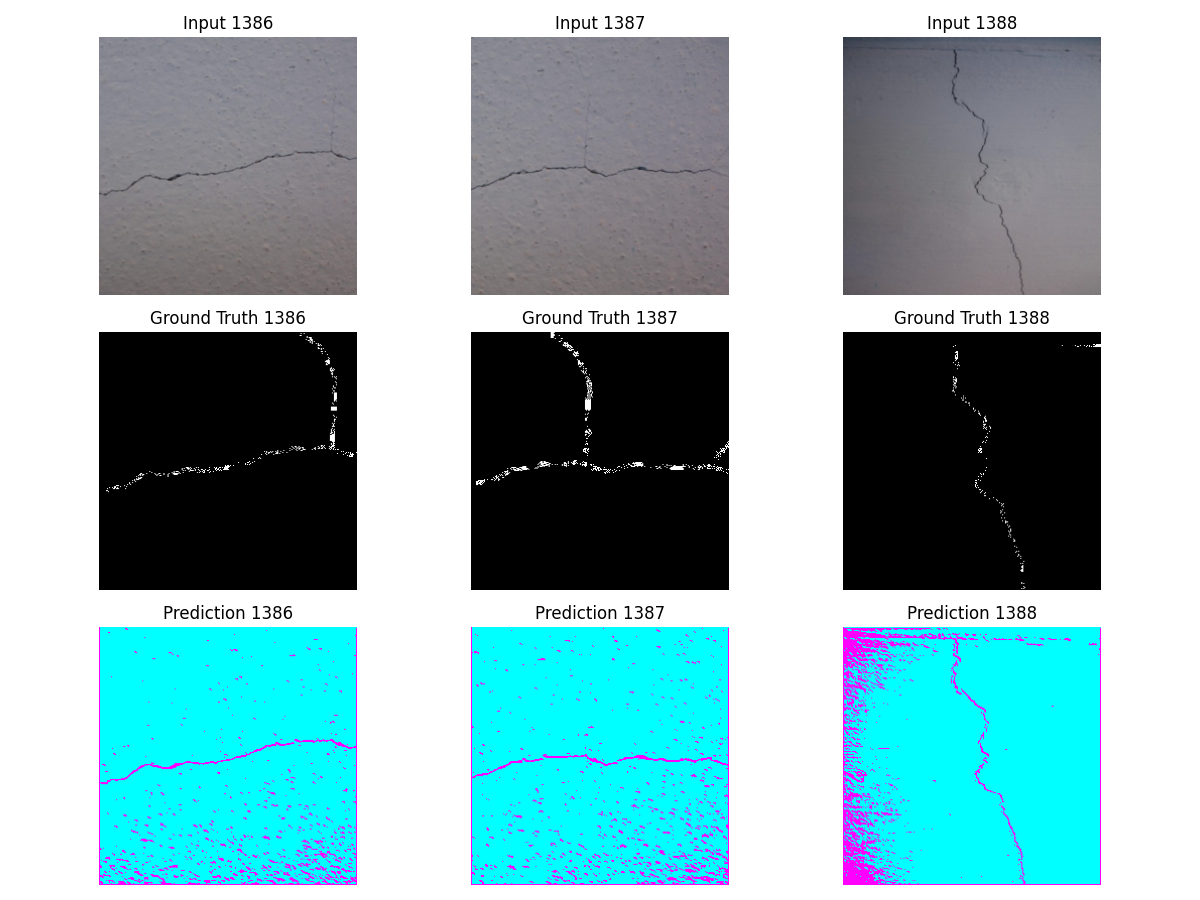 Input 1386
Input 1387
Input 1388
Ground Truth 1386
Ground Truth 1387
Ground Truth 1388
Prediction 1386
Prediction 1387
Prediction 1388